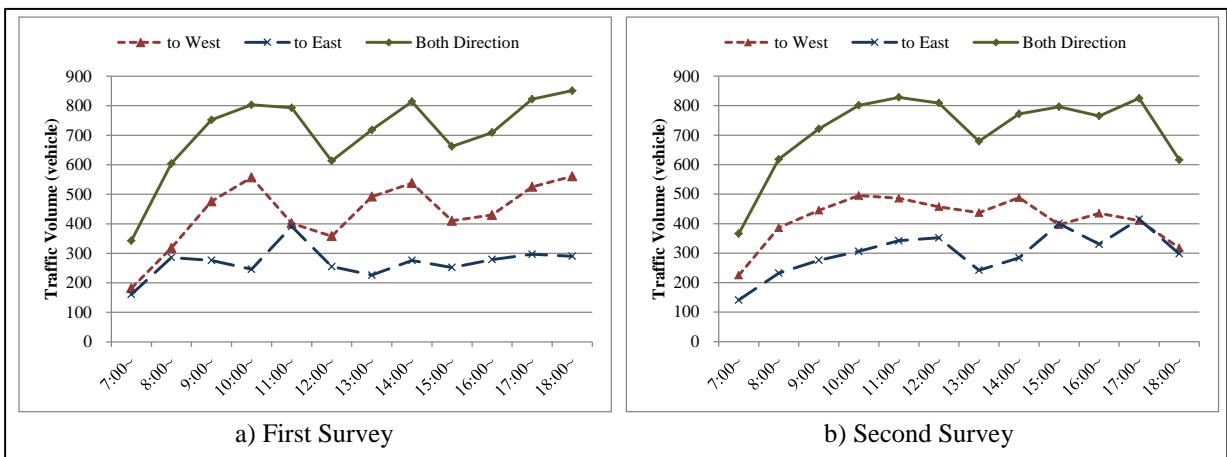 to West to East Both Direction
900
800
700
600
500
400
300
200
100
0
Traffic Volume (vehicle)
7:00~ 8:00~ 9:00~ 10:00~ 11:00~ 12:00~ 13:00~ 14:00~ 15:00~ 16:00~ 17:00~ 18:00~
a) First Survey
to West to East Both Direction
900
800
700
600
500
400
300
200
100
0
Traffic Volume (vehicle)
7:00~ 8:00~ 9:00~ 10:00~ 11:00~ 12:00~ 13:00~ 14:00~ 15:00~ 16:00~ 17:00~ 18:00~
b) Second Survey